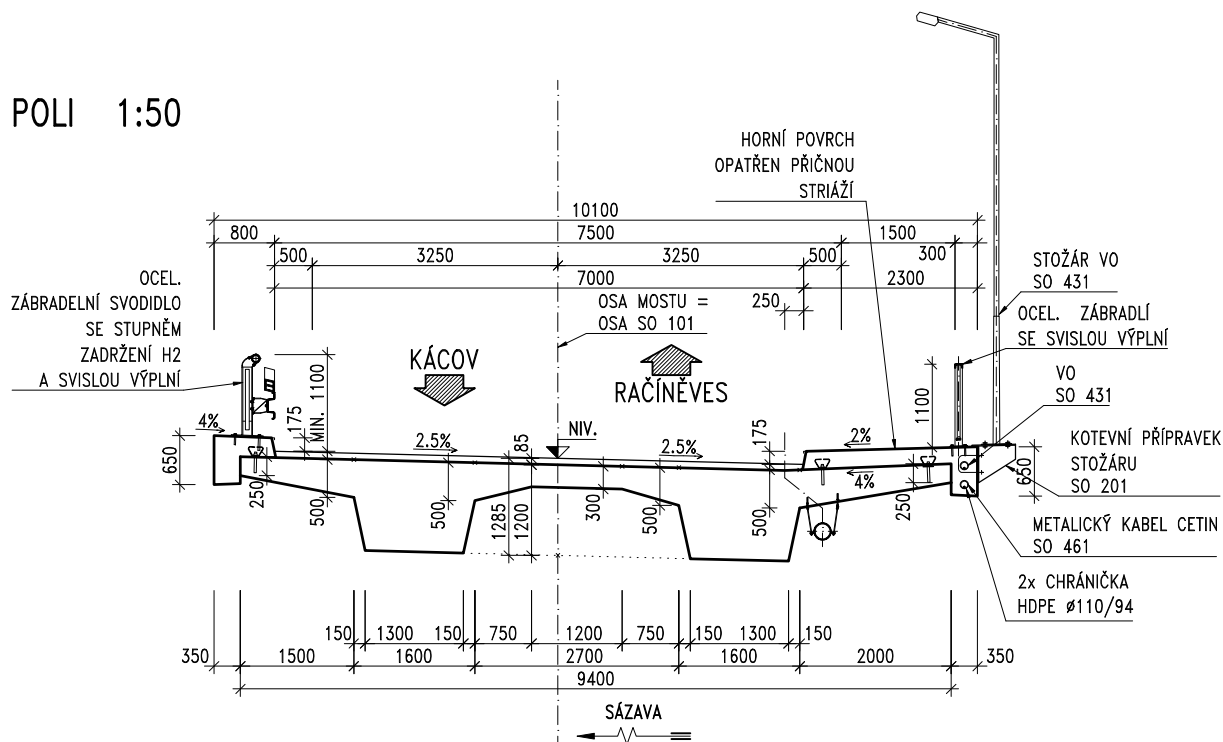 POLI 1:50
HORNÍ POVRCH
OPATŘEN PŘÍČNOU
STRIÁŽÍ
10100
800
7500
1500
500
3250
3250
500
300
7000
2300
250
OCEL.
ZÁBRADELNÍ SVODIDLO
SE STUPNĚM
ZADRŽENÍ H2
A SVISLOU VÝPLNÍ
OSA MOSTU =
OSA SO 101
STOŽÁR VO
SO 431
OCEL. ZÁBRADLÍ
SE SVISLOU VÝPLNÍ
VO
SO 431
KOTEVNÍ PŘÍPRAVEK
STOŽÁRU
SO 201
METALICKÝ KABEL CETIN
SO 461
2x CHRÁNIČKA
HDPE ø110/94
KÁCOV
RAČÍNĚVES
MIN. 1100
175
1100
4%
2.5%
85
NIV.
2.5%
175
2%
4%
650
250
500
500
1285
1200
300
500
500
250
650
150
1300
150
750
1200
750
150
1300
150
350
1500
1600
2700
1600
2000
350
9400
SÁZAVA